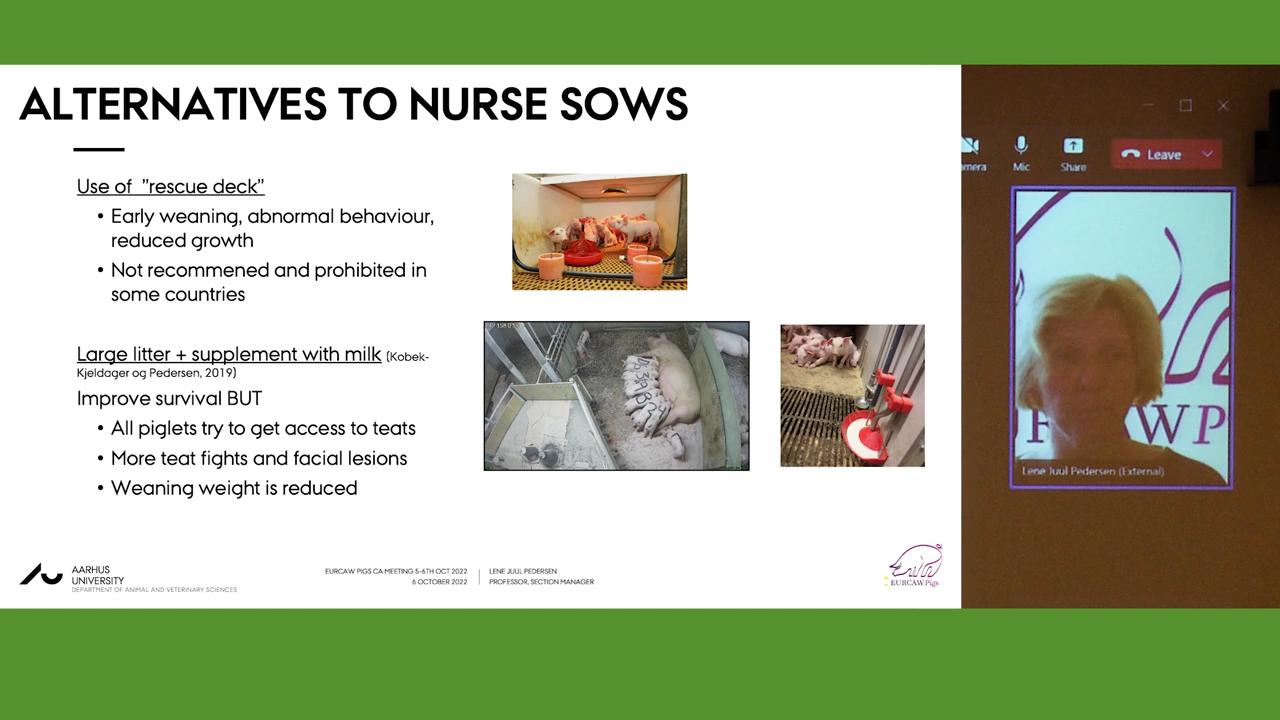 ALTERNATIVES TO NURSE SOWS
Use of ”rescue deck”
• Early weaning, abnormal behaviour,
reduced growth
• Not recommened and prohibited in
some countries
Large litter + supplement with milk (Kobek-
Kjeldager og Pedersen, 2019)
Improve survival BUT
• All piglets try to get access to teats
• More teat fights and facial lesions
• Weaning weight is reduced
AARHUS
UNIVERSITY
DEPARTMENT OF ANIMAL AND VETERINARY SCIENCES
EURCAW PIGS CA MEETING 5-6TH OCT 2022
6 OCTOBER 2022
LENE JUUL PEDERSEN
PROFESSOR, SECTION MANAGER
EURCAW Pigs
mera
Mic
Share
Leave
Lene Juul Pedersen (External)